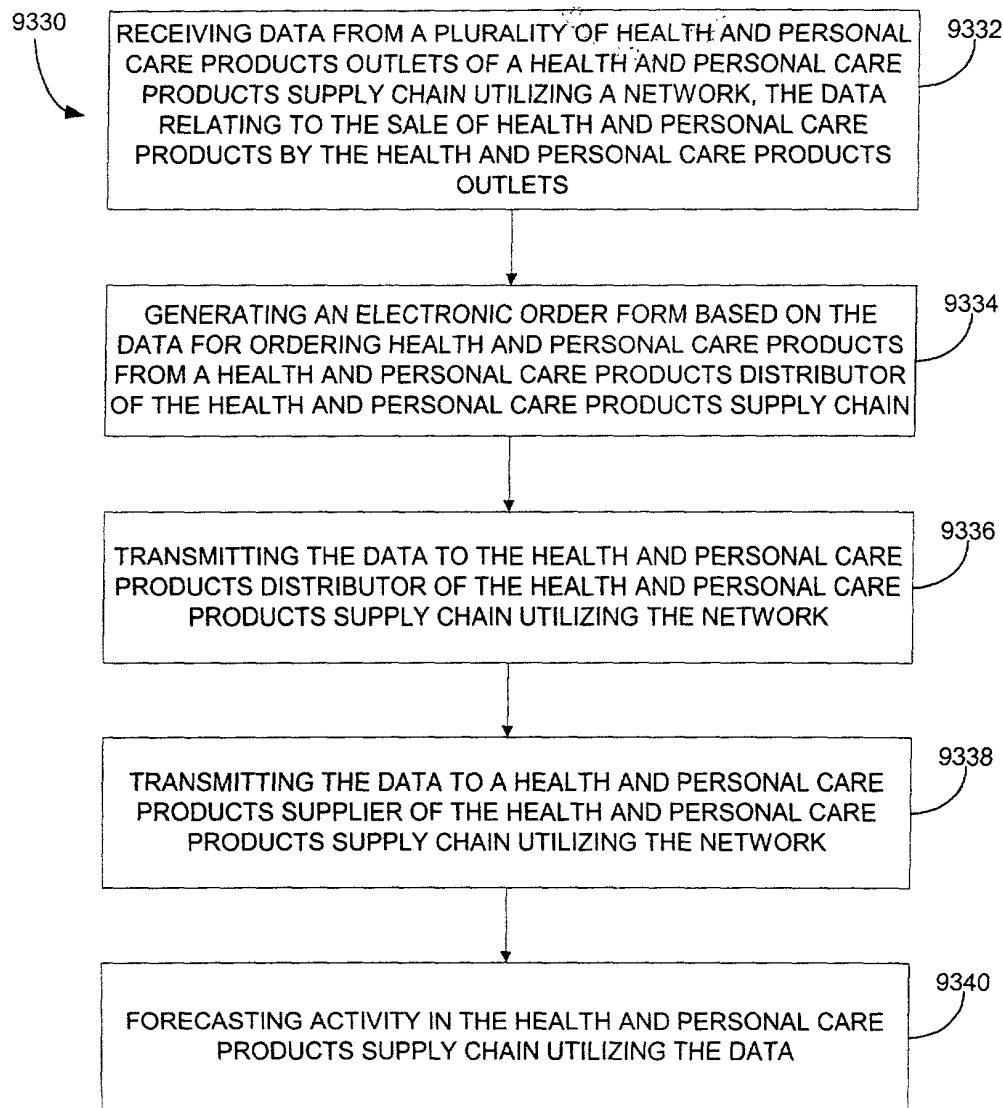 9330
RECEIVING DATA FROM A PLURALITY OF HEALTH AND PERSONAL
CARE PRODUCTS OUTLETS OF A HEALTH AND PERSONAL CARE
PRODUCTS SUPPLY CHAIN UTILIZING A NETWORK, THE DATA
RELATING TO THE SALE OF HEALTH AND PERSONAL CARE
PRODUCTS BY THE HEALTH AND PERSONAL CARE PRODUCTS
OUTLETS
9332
GENERATING AN ELECTRONIC ORDER FORM BASED ON THE
DATA FOR ORDERING HEALTH AND PERSONAL CARE PRODUCTS
FROM A HEALTH AND PERSONAL CARE PRODUCTS DISTRIBUTOR
OF THE HEALTH AND PERSONAL CARE PRODUCTS SUPPLY CHAIN
9334
TRANSMITTING THE DATA TO THE HEALTH AND PERSONAL CARE
PRODUCTS DISTRIBUTOR OF THE HEALTH AND PERSONAL CARE
PRODUCTS SUPPLY CHAIN UTILIZING THE NETWORK
9336
TRANSMITTING THE DATA TO A HEALTH AND PERSONAL CARE
PRODUCTS SUPPLIER OF THE HEALTH AND PERSONAL CARE
PRODUCTS SUPPLY CHAIN UTILIZING THE NETWORK
9338
FORECASTING ACTIVITY IN THE HEALTH AND PERSONAL CARE
PRODUCTS SUPPLY CHAIN UTILIZING THE DATA
9340